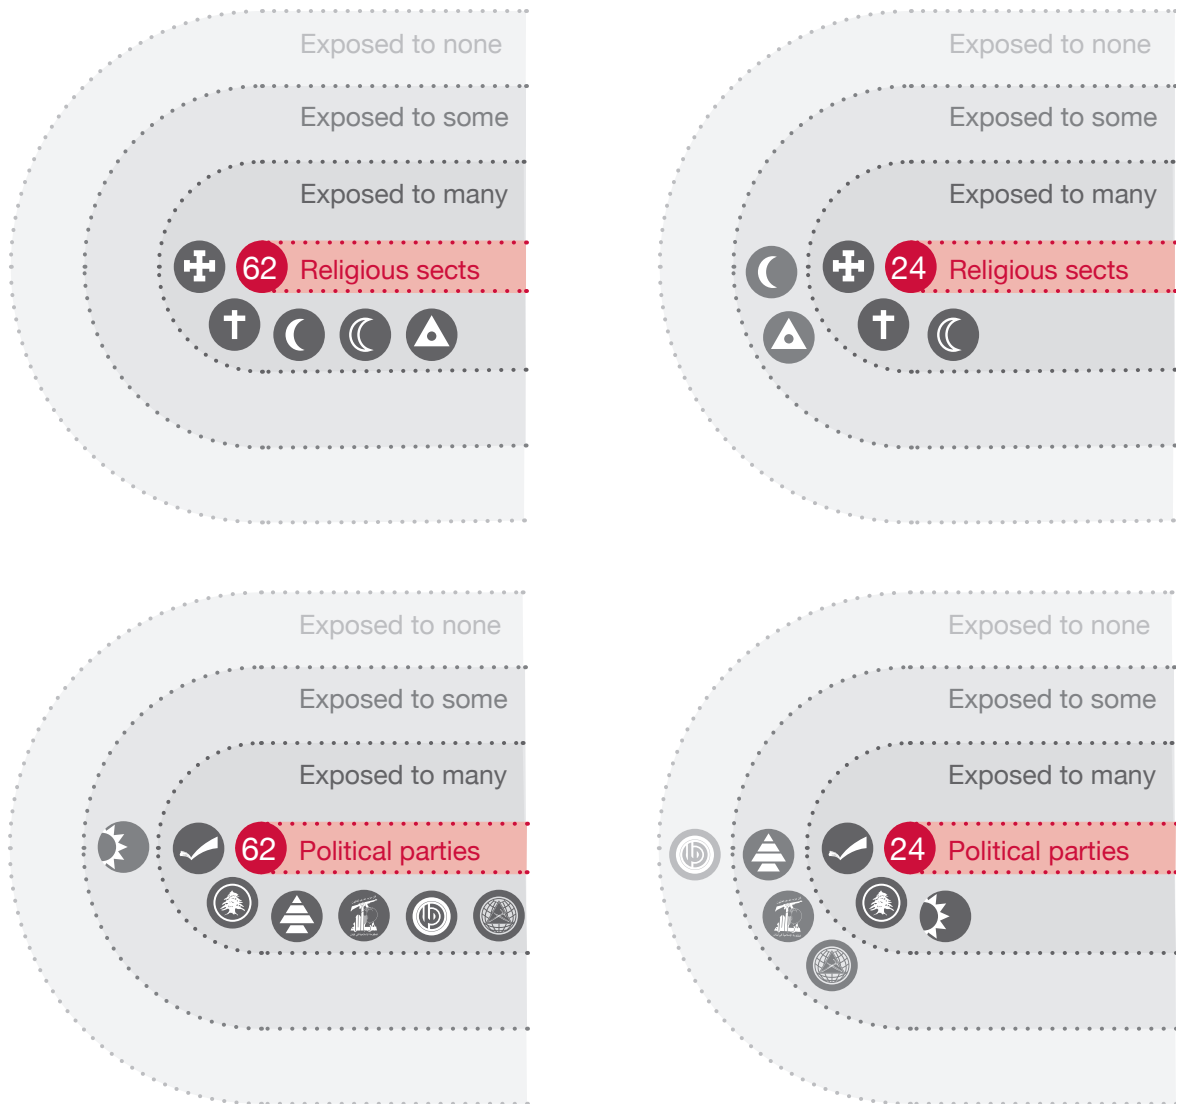 Exposed to none
Exposed to some
Exposed to many
62 Religious sects
Exposed to none
Exposed to some
Exposed to many
24 Religious sects
Exposed to none
Exposed to some
Exposed to many
62 Political parties
Exposed to none
Exposed to some
Exposed to many
24 Political parties